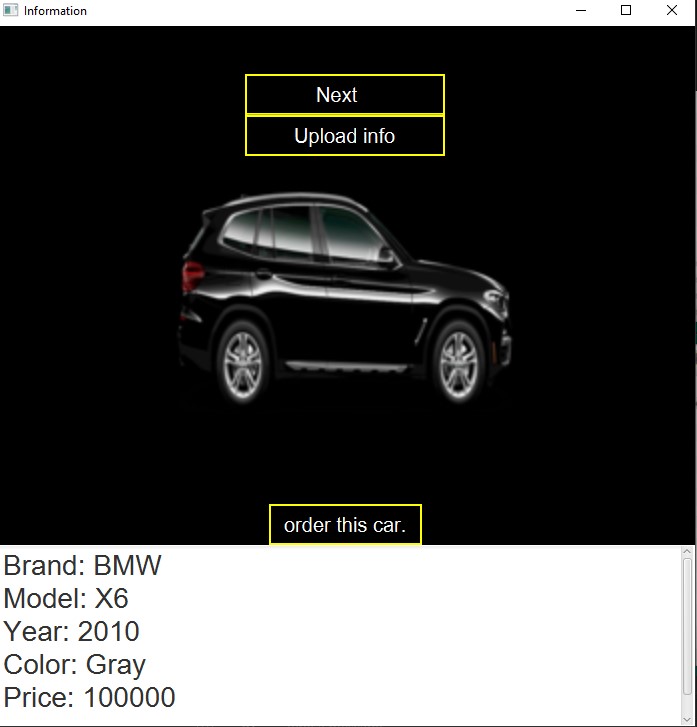 Information
Next
Upload info
order this car.
Brand: BMW
Model: X6
Year: 2010
Color: Gray
Price: 100000